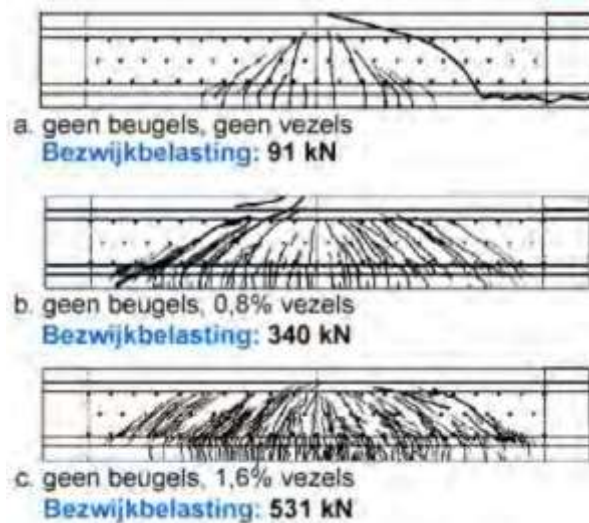 a. geen beugels, geen vezels
Bezwijkbelasting: 91 kN
b. geen beugels, 0,8% vezels
Bezwijkbelasting: 340 kN
c. geen beugels, 1,6% vezels
Bezwijkbelasting: 531 kN